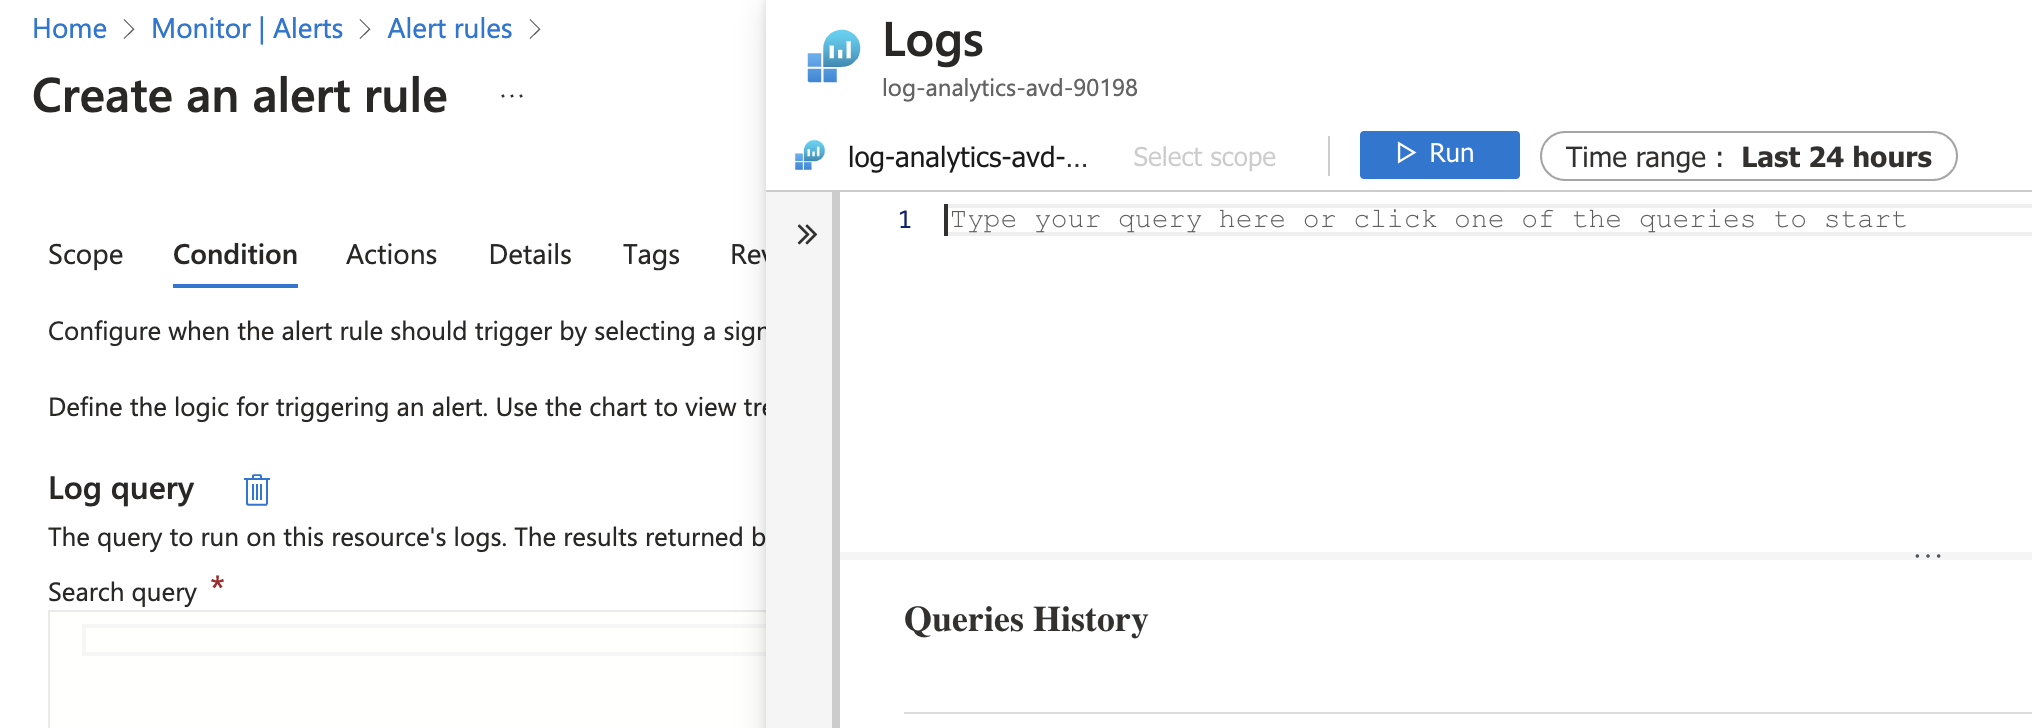 Home > Monitor | Alerts > Alert rules >
Create an alert rule ...
Scope Condition Actions Details Tags Rev
Configure when the alert rule should trigger by selecting a sign
Define the logic for triggering an alert. Use the chart to view tre
Log query
The query to run on this resource's logs. The results returned b
Search query *
Logs
log-analytics-avd-90198
log-analytics-avd-... Select scope Run Time range : Last 24 hours
1 Type your query here or click one of the queries to start
...
Queries History